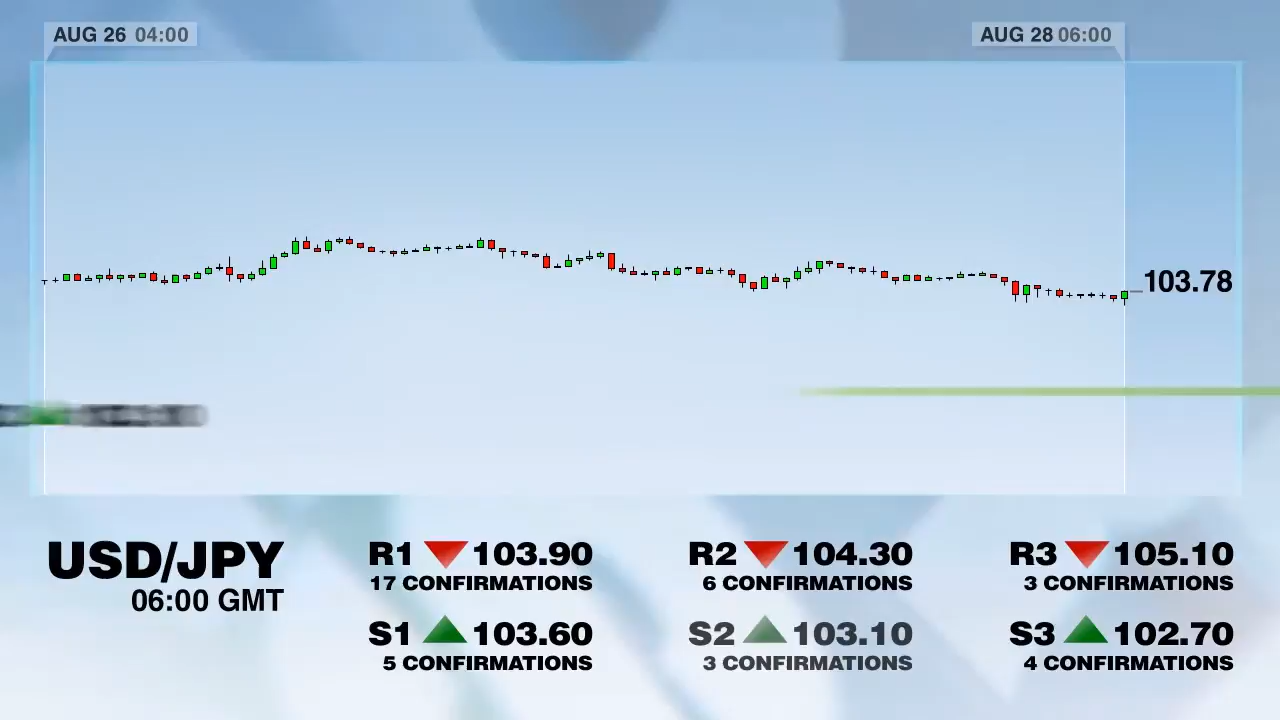 AUG 26 04:00
AUG 28 06:00
103.78
USD/JPY
06:00 GMT
R1 103.90
17 CONFIRMATIONS
R2 104.30
6 CONFIRMATIONS
R3 105.10
3 CONFIRMATIONS
S1 103.60
5 CONFIRMATIONS
S2 103.10
3 CONFIRMATIONS
S3 102.70
4 CONFIRMATIONS